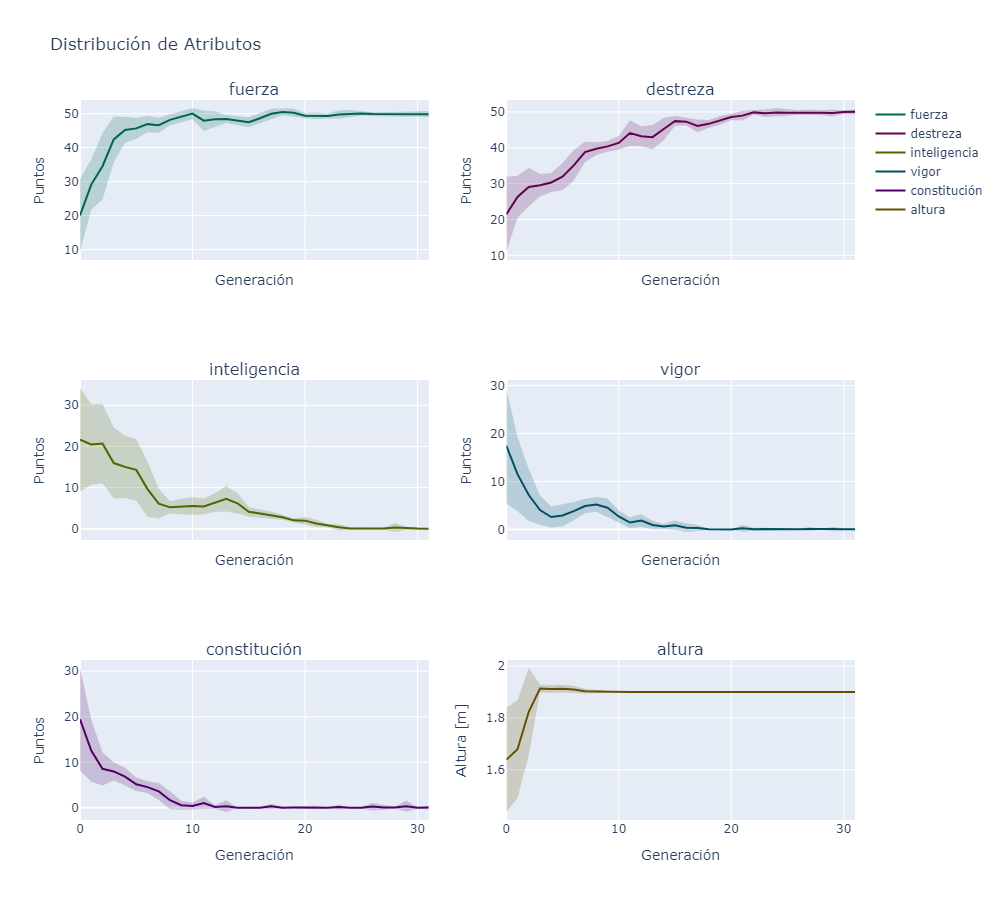 Distribución de Atributos
fuerza
50
40
30
20
10
Puntos
Generación
destreza
50
40
30
20
10
Puntos
Generación
fuerza
destreza
inteligencia
vigor
constitución
altura
inteligencia
30
20
10
0
Puntos
Generación
vigor
30
20
10
0
Puntos
Generación
constitución
30
20
10
0
Puntos
0 10 20 30
Generación
altura
2
1.8
1.6
Altura [m]
0 10 20 30
Generación